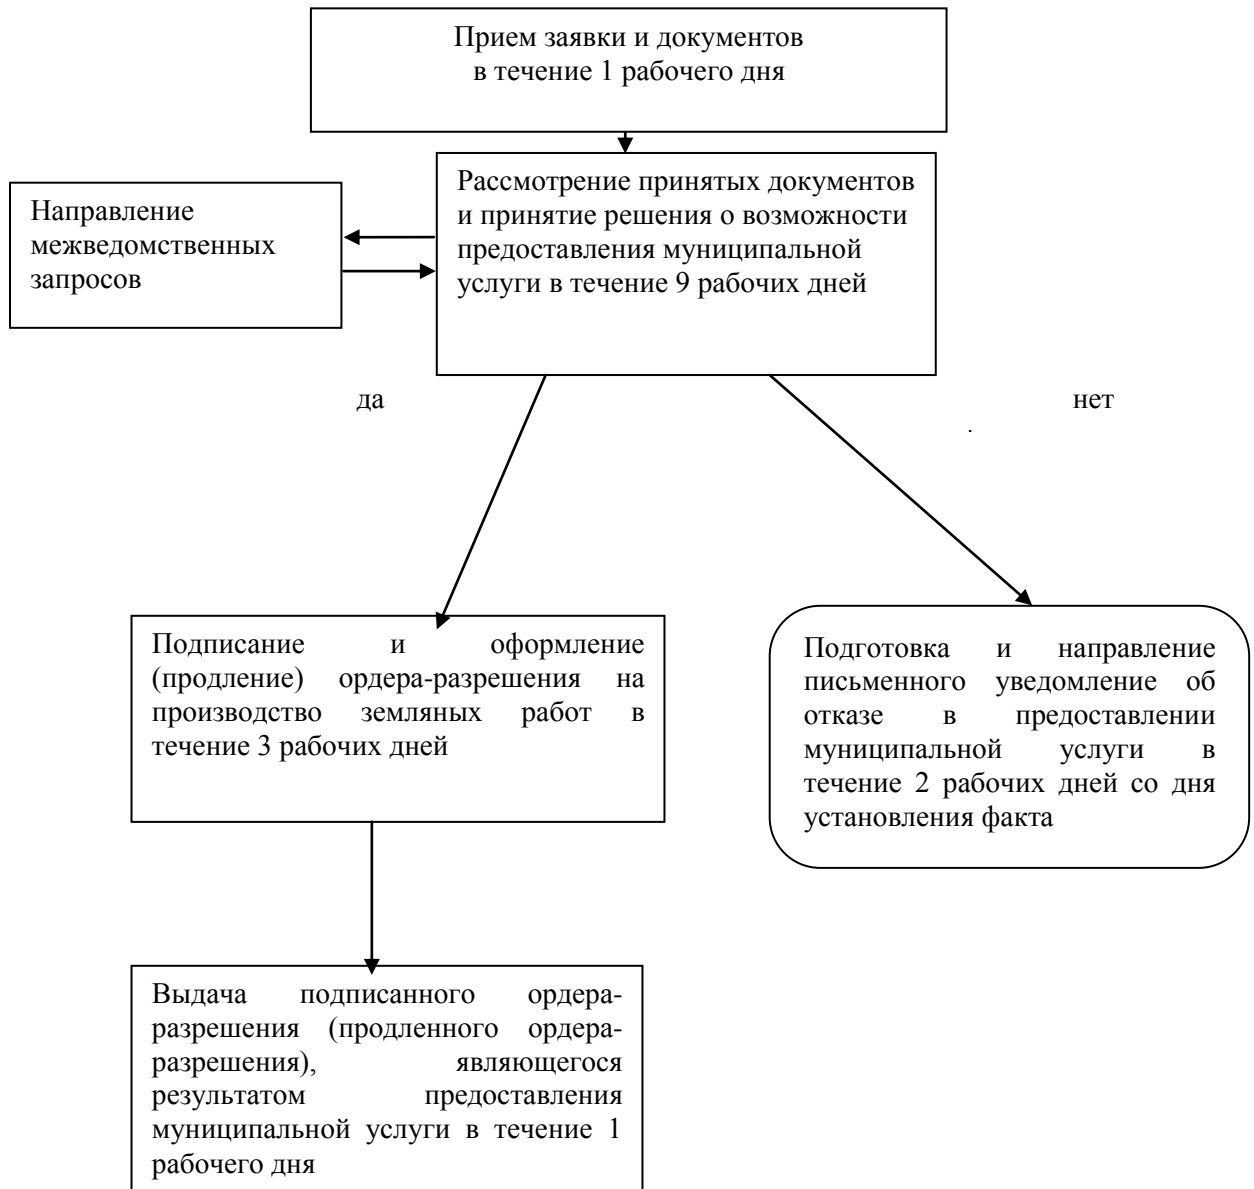 Прием заявки и документов
в течение 1 рабочего дня
Направление
межведомственных
запросов
Рассмотрение принятых документов
и принятие решения о возможности
предоставления муниципальной
услуги в течение 9 рабочих дней
да
нет
.
Подписание и оформление
(продление) ордера-разрешения на
производство земляных работ в
течение 3 рабочих дней
Подготовка и направление
письменного уведомление об
отказе в предоставлении
муниципальной услуги в
течение 2 рабочих дней со дня
установления факта
Выдача подписанного ордера-
разрешения (продленного ордера-
разрешения), являющегося
результатом предоставления
муниципальной услуги в течение 1
рабочего дня